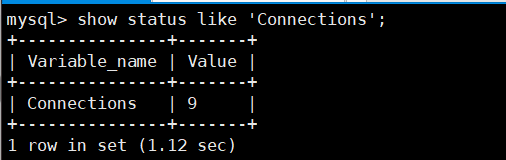 mysql> show status like 'Connections';
+---------------+-------+
| Variable_name | Value |
+---------------+-------+
| Connections   | 9     |
+---------------+-------+
1 row in set (1.12 sec)